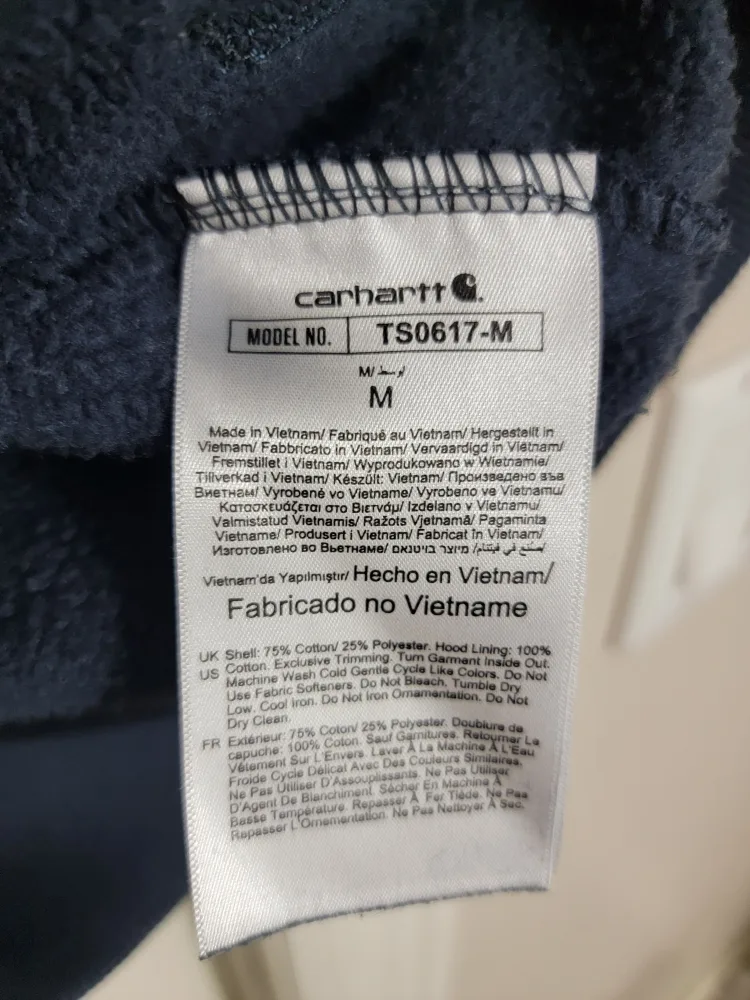 carhartt
MODEL NO. TS0617-M
M/ وسط/
M
Made in Vietnam/ Fabriqué au Vietnam/ Hergestellt in
Vietnam/ Fabbricato in Vietnam/ Vervaardigd in Viëtnam/
Fremstillet i Vietnam/ Wyprodukowano w Wietnamie/
Tillverkad i Vietnam/ Készült: Vietnam/ Произведено във
Виетнам/ Vyrobené vo Vietname/ Vyrobeno ve Vietnamu/
Κατασκευάζεται στο Βιετνάμ/ Izdelano v Vietnamu/
Valmistatud Vietnamis/ Ražots Vjetnamā/ Pagaminta
Vietname/ Produsert i Vietnam/ Fabricat în Vietnam/
Изготовлено во Вьетнаме/ מיוצר בויטנאם/ صنع في فيتنام/
Vietnam'da Yapılmıştır/ Hecho en Vietnam/
Fabricado no Vietname
UK Shell: 75% Cotton/ 25% Polyester. Hood Lining: 100%
US Cotton. Exclusive Trimming. Turn Garment Inside Out.
Machine Wash Cold Gentle Cycle Like Colors. Do Not
Use Fabric Softeners. Do Not Bleach. Tumble Dry
Low. Cool Iron. Do Not Iron Ornamentation. Do Not
Dry Clean.
FR Extérieur: 75% Coton/ 25% Polyester. Doublure de
capuche: 100% Coton. Sauf Garnitures. Retourner Le
Vêtement Sur L'Envers. Laver À La Machine À L'Eau
Froide Cycle Délicat Avec Des Couleurs Similaires.
Ne Pas Utiliser D'Assouplissants. Ne Pas Utiliser
D'Agent De Blanchiment. Sécher En Machine À
Basse Température. Repasser À Fer Tiède. Ne Pas
Repasser L'Ornementation. Ne Pas Nettoyer À Sec.